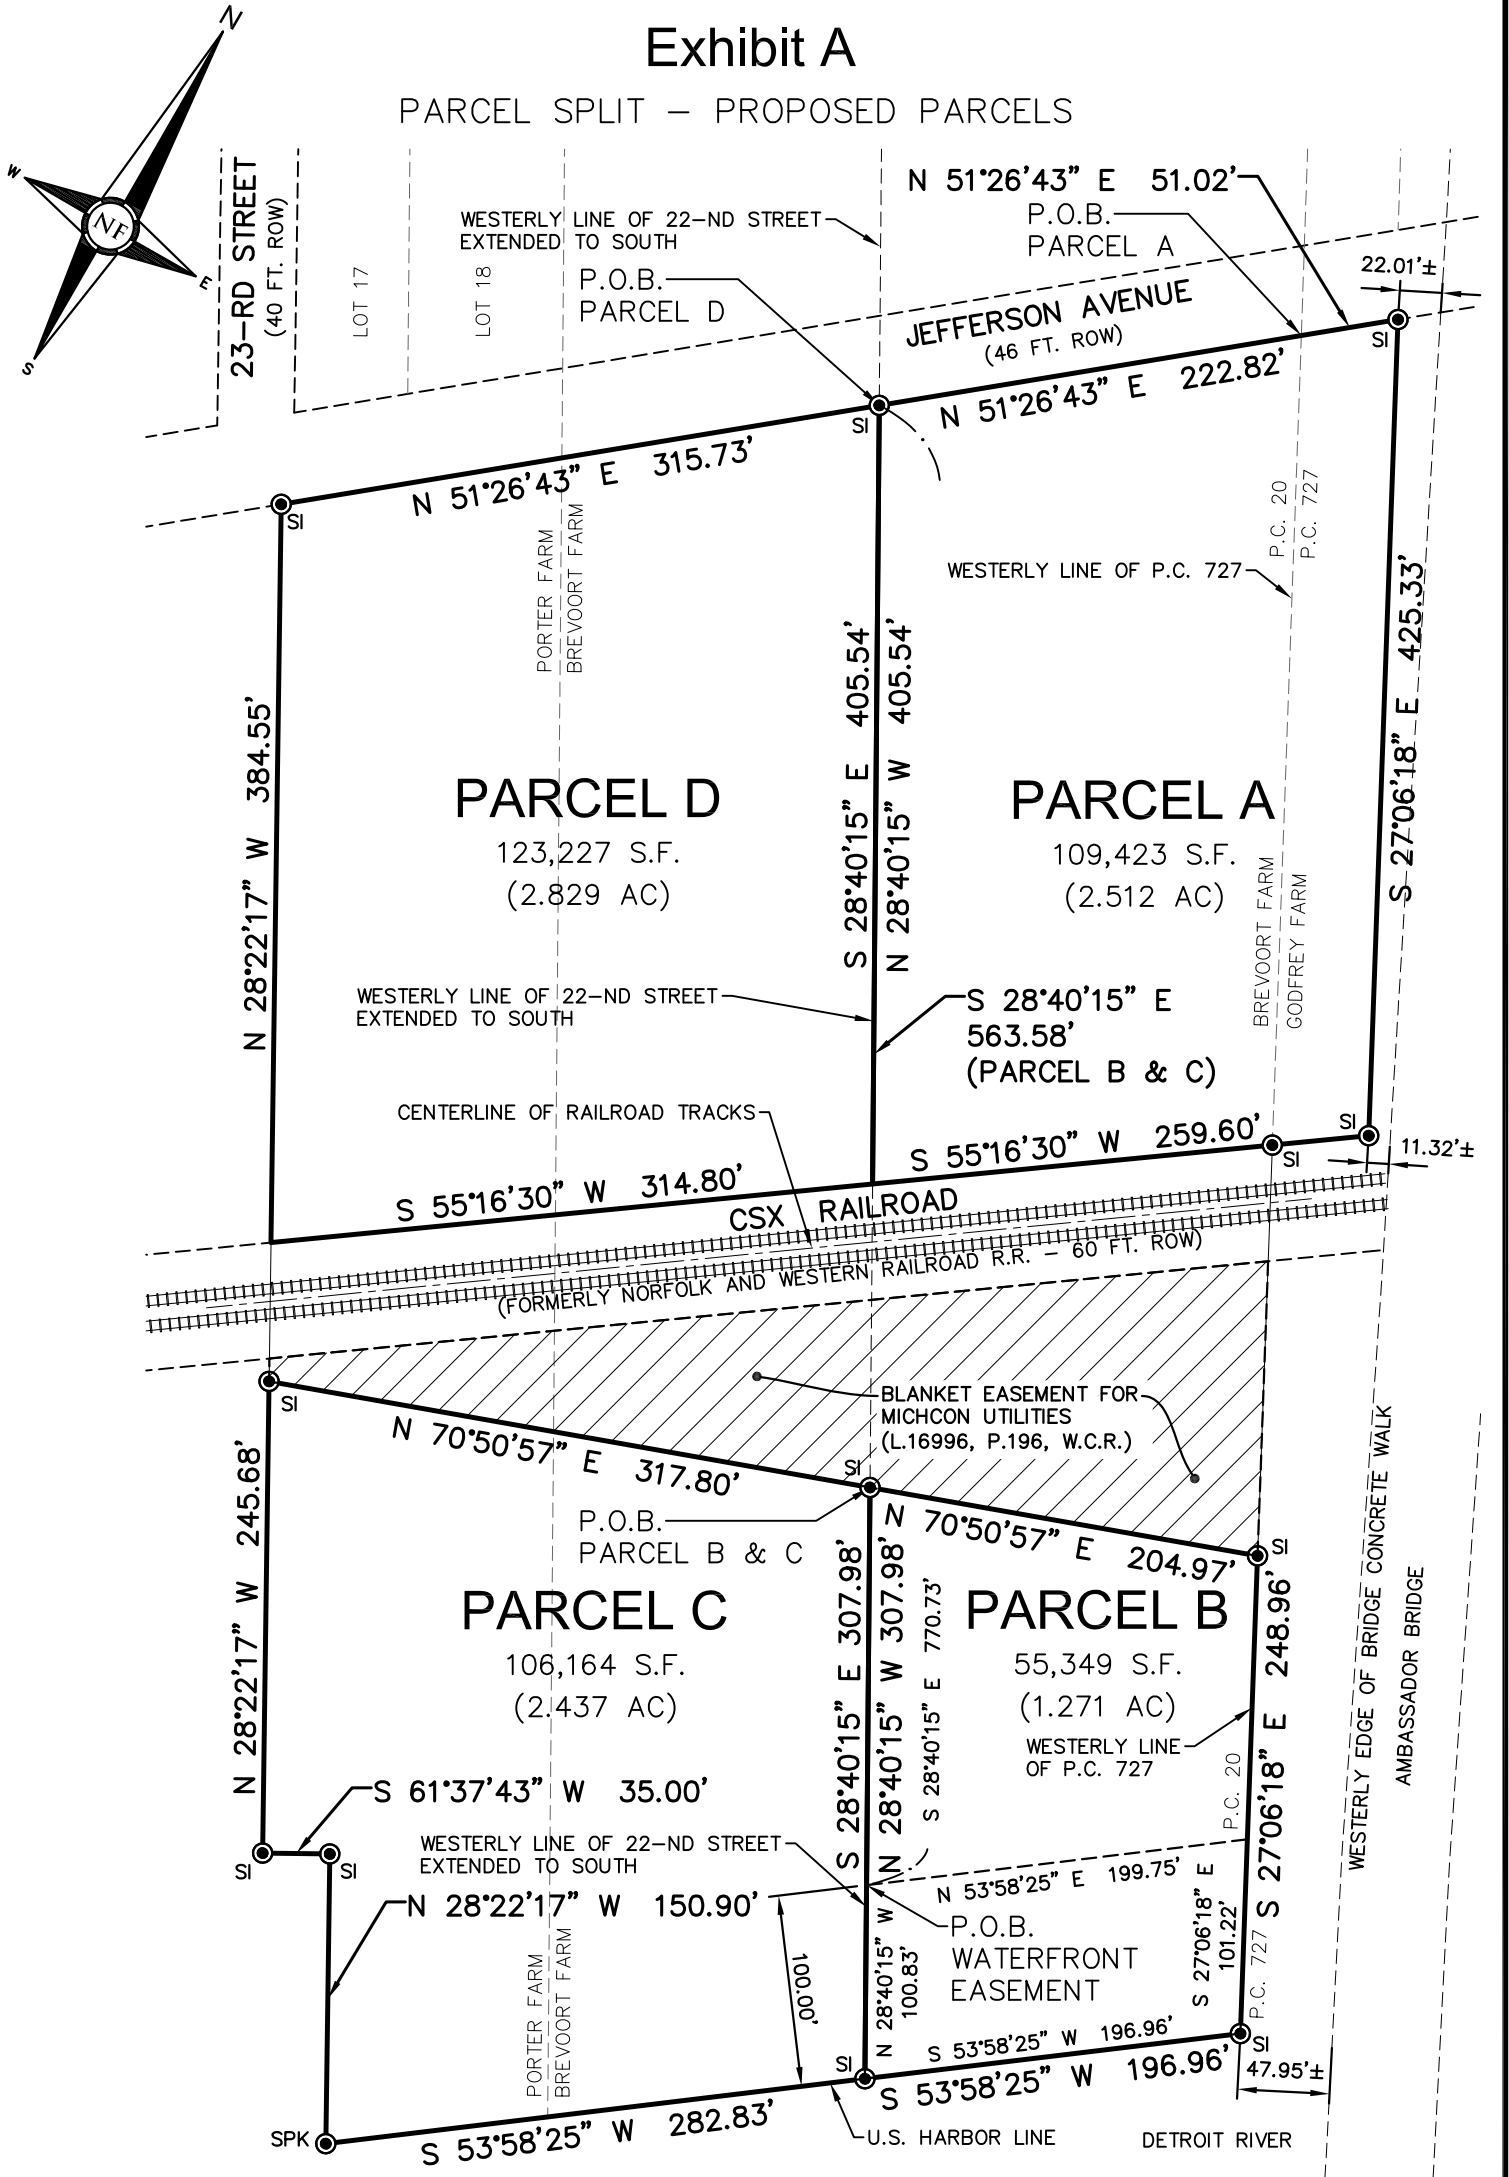 Exhibit A
PARCEL SPLIT – PROPOSED PARCELS
N
W
NF
E
S
23-RD STREET
(40 FT. ROW)
LOT 17
LOT 18
WESTERLY LINE OF 22-ND STREET
EXTENDED TO SOUTH
P.O.B.
PARCEL D
N 51°26'43" E 51.02'
P.O.B.
PARCEL A
22.01'±
JEFFERSON AVENUE
(46 FT. ROW)
SI
SI
N 51°26'43" E 222.82'
N 51°26'43" E 315.73'
SI
PORTER FARM
BREVOORT FARM
P.C. 20
P.C. 727
WESTERLY LINE OF P.C. 727
N 28°22'17" W 384.55'
S 28°40'15" E 405.54'
N 28°40'15" W 405.54'
S 27°06'18" E 425.33'
PARCEL D
123,227 S.F.
(2.829 AC)
PARCEL A
109,423 S.F.
(2.512 AC)
BREVOORT FARM
GODFREY FARM
WESTERLY LINE OF 22-ND STREET
EXTENDED TO SOUTH
S 28°40'15" E
563.58'
(PARCEL B & C)
CENTERLINE OF RAILROAD TRACKS
S 55°16'30" W 259.60'
SI
SI
11.32'±
S 55°16'30" W 314.80'
CSX RAILROAD
(FORMERLY NORFOLK AND WESTERN RAILROAD R.R. – 60 FT. ROW)
SI
BLANKET EASEMENT FOR
MICHCON UTILITIES
(L.16996, P.196, W.C.R.)
N 70°50'57" E 317.80'
SI
N 70°50'57" E 204.97'
SI
P.O.B.
PARCEL B & C
N 28°22'17" W 245.68'
PARCEL C
106,164 S.F.
(2.437 AC)
S 28°40'15" E 307.98'
N 28°40'15" W 307.98'
S 28°40'15" E 770.73'
PARCEL B
55,349 S.F.
(1.271 AC)
WESTERLY LINE
OF P.C. 727
P.C. 20
P.C. 727
S 27°06'18" E 248.96'
WESTERLY EDGE OF BRIDGE CONCRETE WALK
AMBASSADOR BRIDGE
S 61°37'43" W 35.00'
SI
SI
WESTERLY LINE OF 22-ND STREET
EXTENDED TO SOUTH
N 28°22'17" W 150.90'
N 53°58'25" E 199.75'
P.O.B.
WATERFRONT
EASEMENT
S 27°06'18" E
101.22'
N 28°40'15" W
100.83'
100.00'
PORTER FARM
BREVOORT FARM
SI
S 53°58'25" W 196.96'
SI
S 53°58'25" W 196.96'
47.95'±
SPK
S 53°58'25" W 282.83'
U.S. HARBOR LINE
DETROIT RIVER